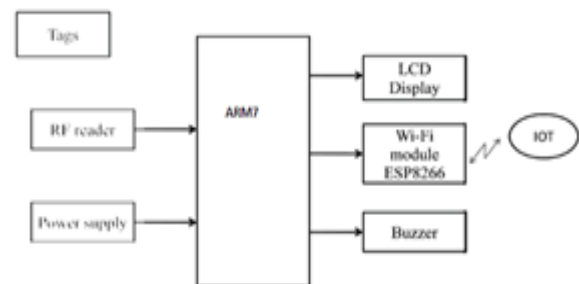 Tags
RF reader
Power supply
ARM7
LCD
Display
Wi-Fi
module
ESP8266
Buzzer
IOT